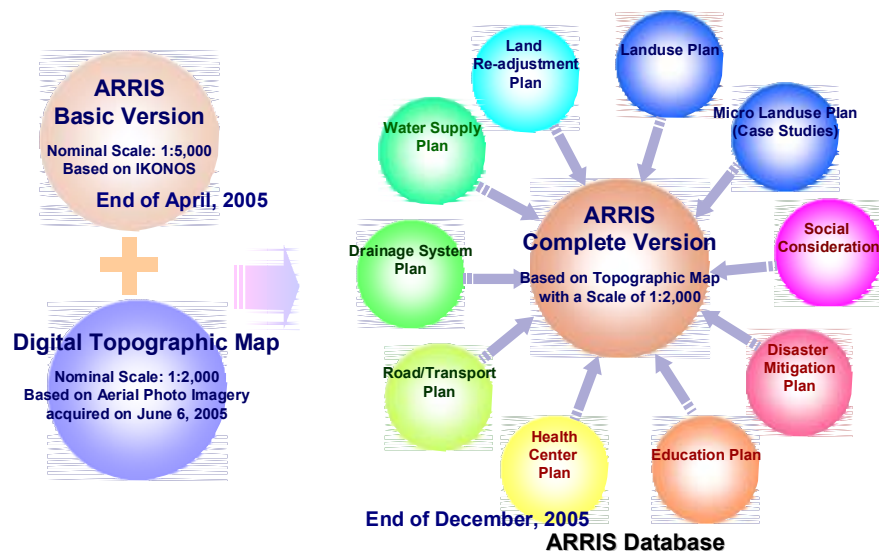 ARRIS
Basic Version
Nominal Scale: 1:5,000
Based on IKONOS
End of April, 2005
Digital Topographic Map
Nominal Scale: 1:2,000
Based on Aerial Photo Imagery
acquired on June 6, 2005
Land
Re-adjustment
Plan
Landuse Plan
Micro Landuse Plan
(Case Studies)
Water Supply
Plan
Social
Consideration
Drainage System
Plan
ARRIS
Complete Version
Based on Topographic Map
with a Scale of 1:2,000
Road/Transport
Plan
Disaster
Mitigation
Plan
Health
Center
Plan
Education Plan
End of December, 2005
ARRIS Database